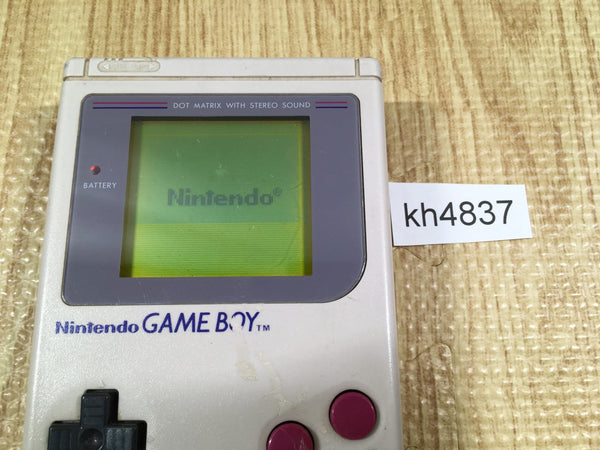 DOT MATRIX WITH STEREO SOUND
BATTERY
Nintendo®
kh4837
Nintendo GAME BOY™